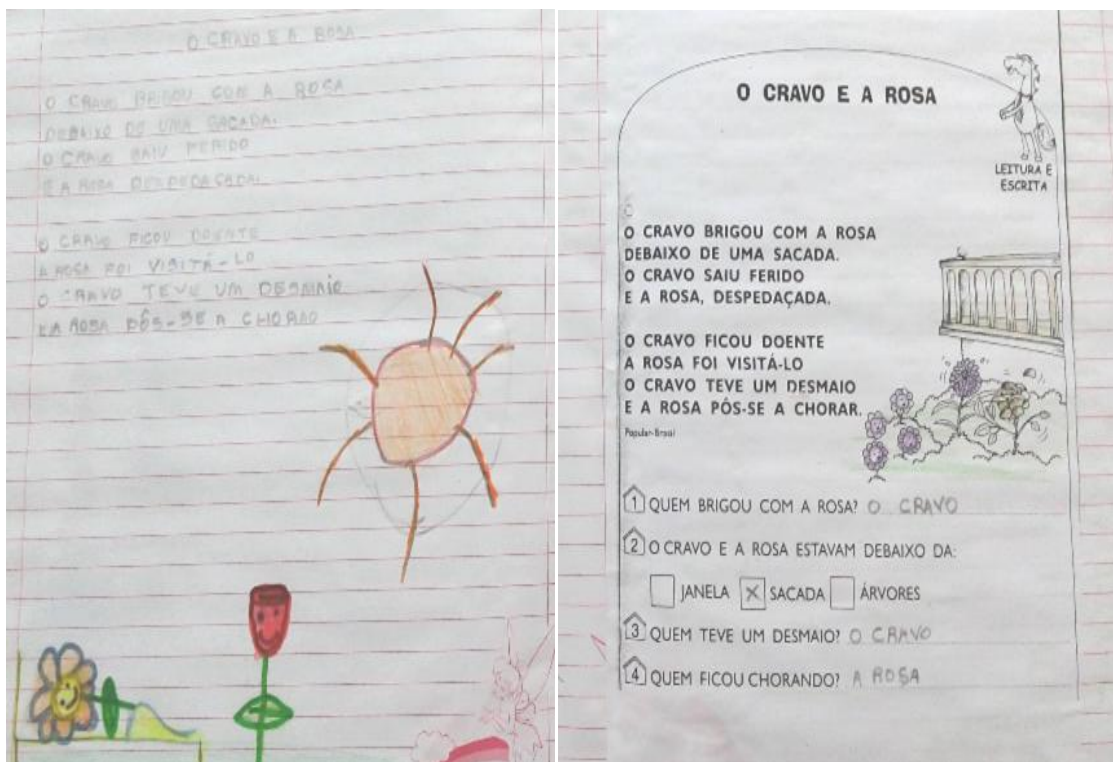 O CRAVO E A ROSA
O CRAVO BRIGOU COM A ROSA
DEBAIXO DE UMA SACADA.
O CRAVO SAIU FERIDO
E A ROSA DESPEDAÇADA.
O CRAVO FICOU DOENTE
A ROSA FOI VISITÁ-LO
O CRAVO TEVE UM DESMAIO
E A ROSA PÔS-SE A CHORAO
O CRAVO E A ROSA
LEITURA E
ESCRITA
O CRAVO BRIGOU COM A ROSA
DEBAIXO DE UMA SACADA.
O CRAVO SAIU FERIDO
E A ROSA, DESPEDAÇADA.
O CRAVO FICOU DOENTE
A ROSA FOI VISITÁ-LO
O CRAVO TEVE UM DESMAIO
E A ROSA PÔS-SE A CHORAR.
Popular-Brasil
1 QUEM BRIGOU COM A ROSA? O CRAVO
2 O CRAVO E A ROSA ESTAVAM DEBAIXO DA:
JANELA X SACADA ÁRVORES
3 QUEM TEVE UM DESMAIO? O CRAVO
4 QUEM FICOU CHORANDO? A ROSA